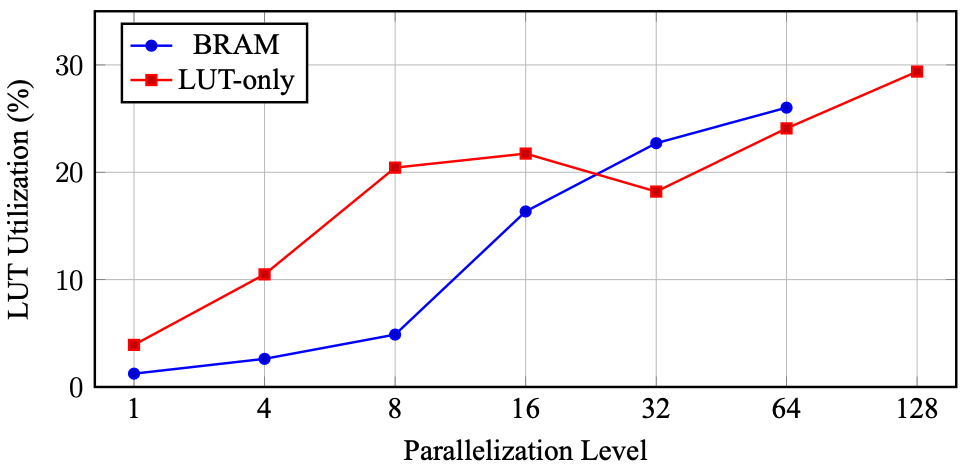 BRAM
LUT-only
LUT Utilization (%)
30
20
10
0
1 4 8 16 32 64 128
Parallelization Level